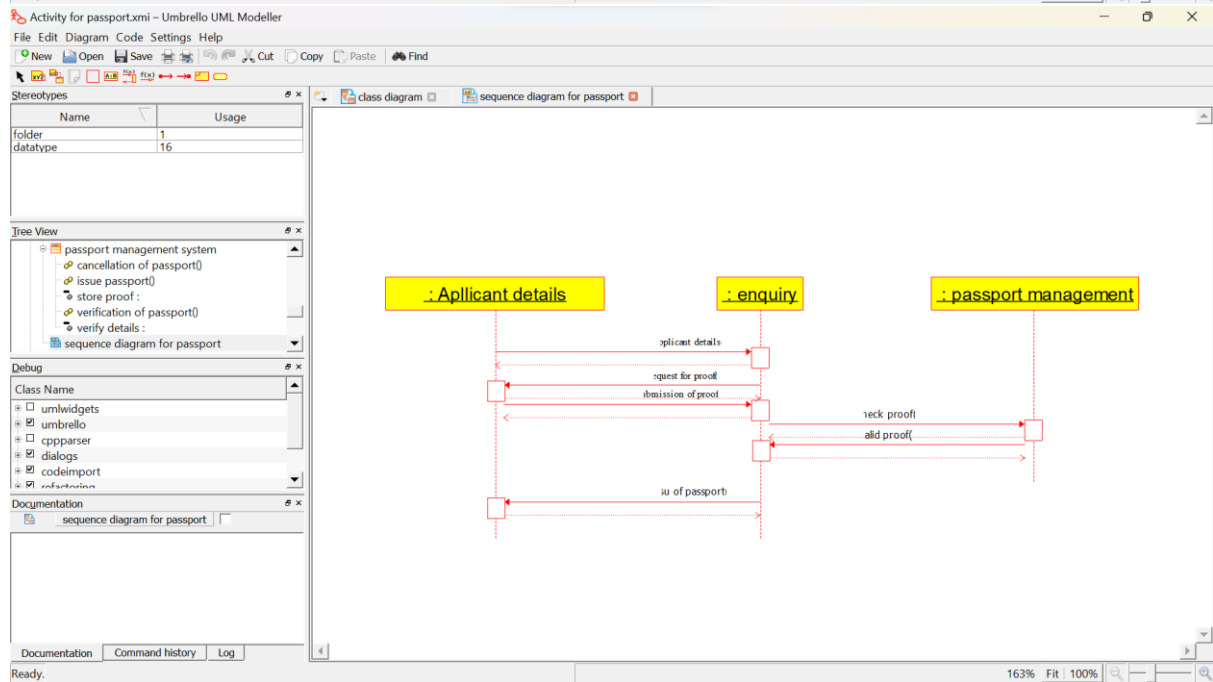 Activity for passport.xmi – Umbrello UML Modeller
File Edit Diagram Code Settings Help
New Open Save Cut Copy Paste Find
Stereotypes
Name Usage
folder 1
datatype 16
class diagram sequence diagram for passport
Tree View
passport management system
cancellation of passport()
issue passport()
store proof :
verification of passport()
verify details :
sequence diagram for passport
Debug
Class Name
umlwidgets
umbrello
cppparser
dialogs
codeimport
refactoring
Documentation
sequence diagram for passport
: Apllicant details : enquiry : passport management
pplicant details
equest for proof
ibmission of proof
heck proof(
alid proof(
su of passport(
Documentation Command history Log
Ready. 163% Fit 100%